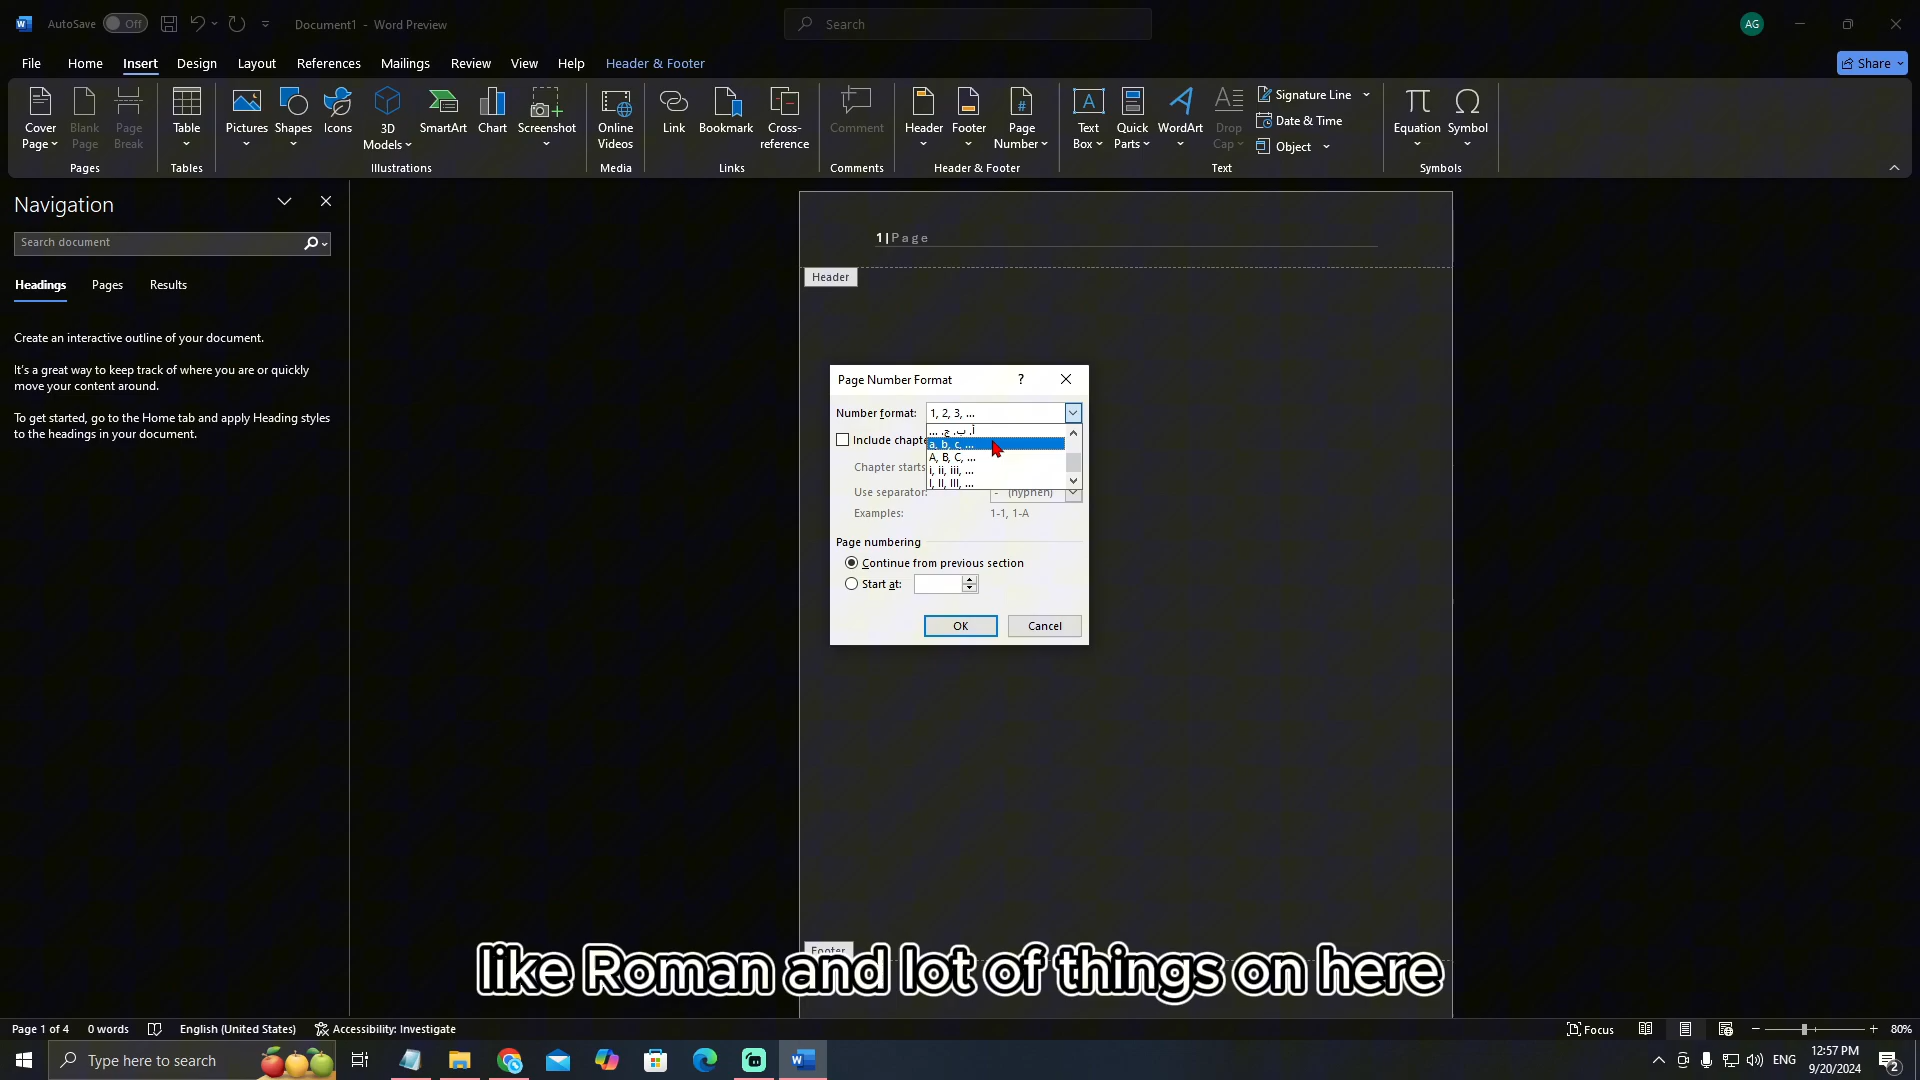 AutoSave Off Document1 - Word Preview Search AG
File Home Insert Design Layout References Mailings Review View Help Header & Footer Share
Cover Page Blank Page Page Break Table Pictures Shapes Icons 3D Models SmartArt Chart Screenshot Online Videos Link Bookmark Cross-reference Comment Header Footer Page Number Text Box Quick Parts WordArt Drop Cap Signature Line Date & Time Object Equation Symbol
Pages Tables Illustrations Media Links Comments Header & Footer Text Symbols
Navigation
Search document
Headings Pages Results
Create an interactive outline of your document.
It's a great way to keep track of where you are or quickly
move your content around.
To get started, go to the Home tab and apply Heading styles
to the headings in your document.
1|Page
Header
Page Number Format ?
Number format: 1, 2, 3, ...
أ, ب, ج, ...
Include chapte
a, b, c, ...
A, B, C, ...
Chapter starts
i, ii, iii, ...
I, II, III, ...
Use separator: - (hyphen)
Examples: 1-1, 1-A
Page numbering
Continue from previous section
Start at:
OK Cancel
Footer
like Roman and lot of things on here
Page 1 of 4 0 words English (United States) Accessibility: Investigate Focus 80%
Type here to search ENG 12:57 PM
9/20/2024 2